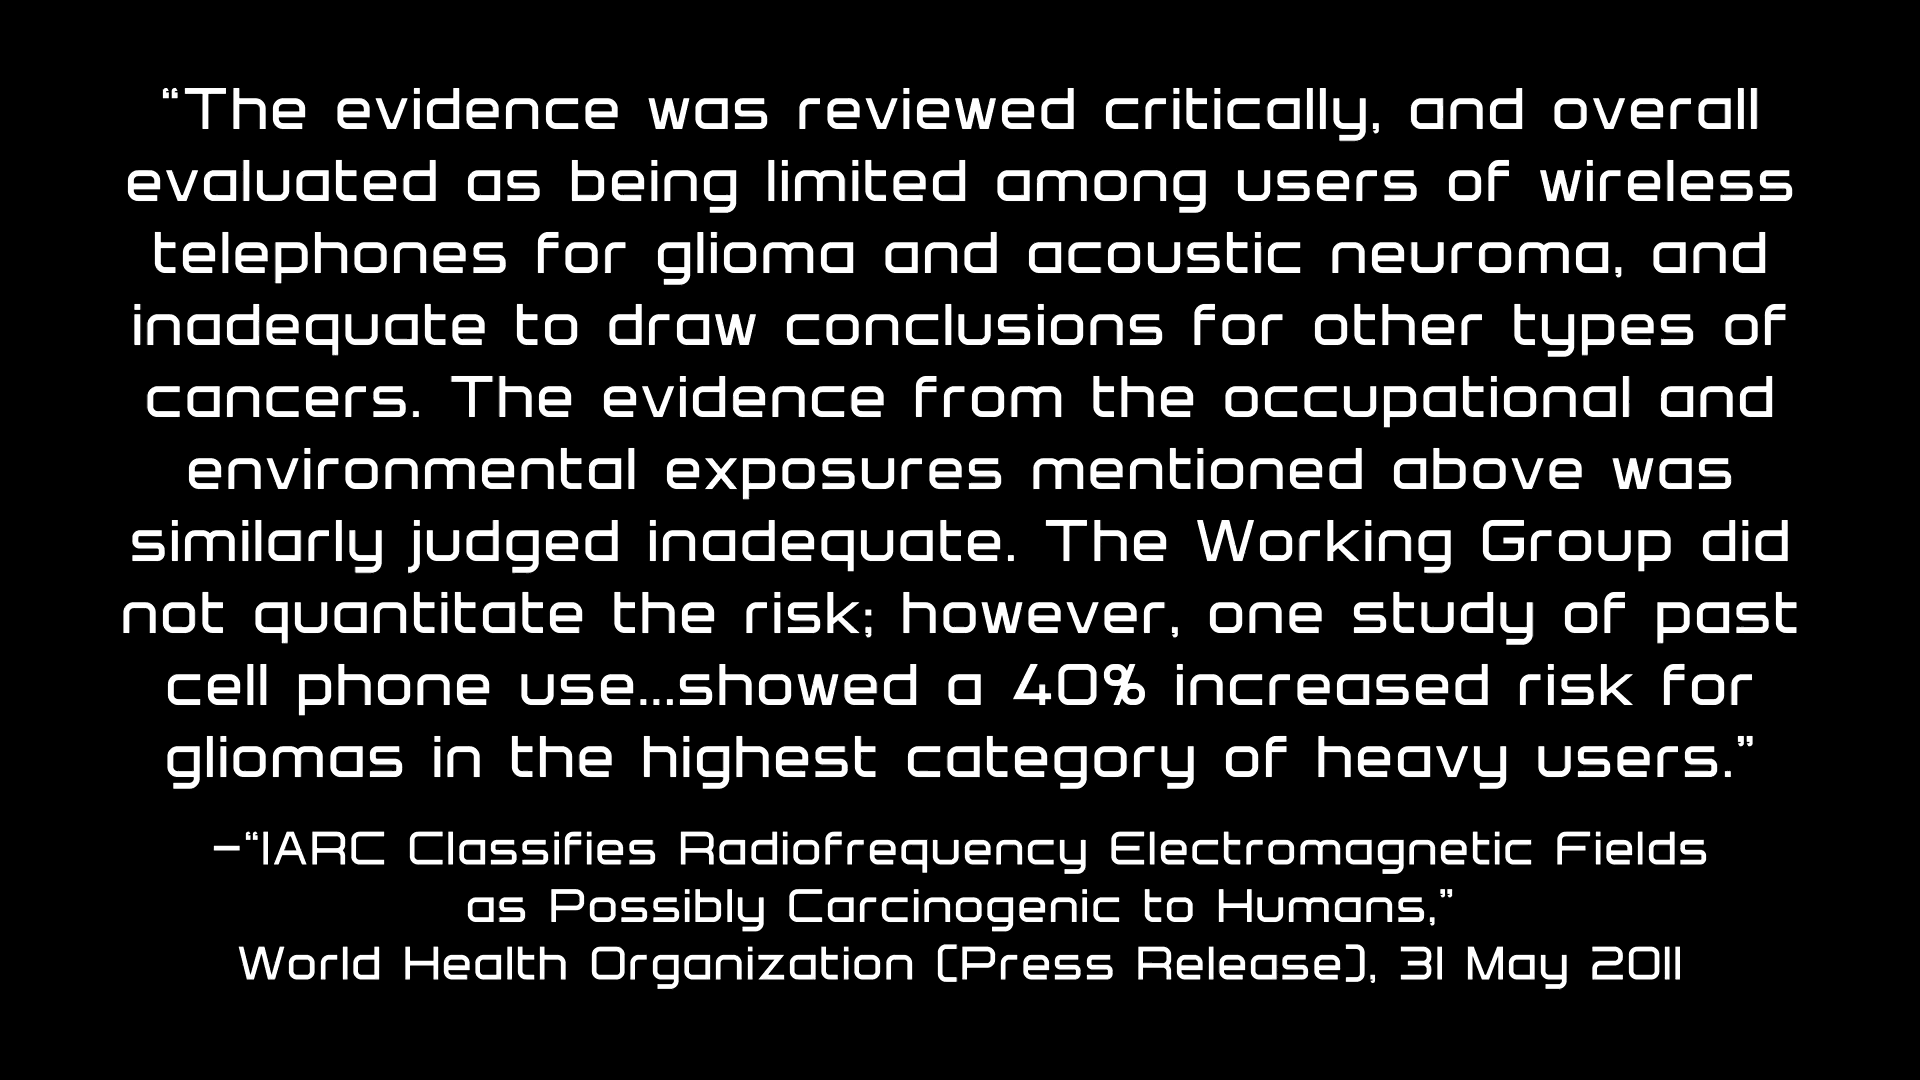 “The evidence was reviewed critically, and overall
evaluated as being limited among users of wireless
telephones for glioma and acoustic neuroma, and
inadequate to draw conclusions for other types of
cancers. The evidence from the occupational and
environmental exposures mentioned above was
similarly judged inadequate. The Working Group did
not quantitate the risk; however, one study of past
cell phone use...showed a 40% increased risk for
gliomas in the highest category of heavy users.”
–“IARC Classifies Radiofrequency Electromagnetic Fields
as Possibly Carcinogenic to Humans,”
World Health Organization (Press Release), 31 May 2011